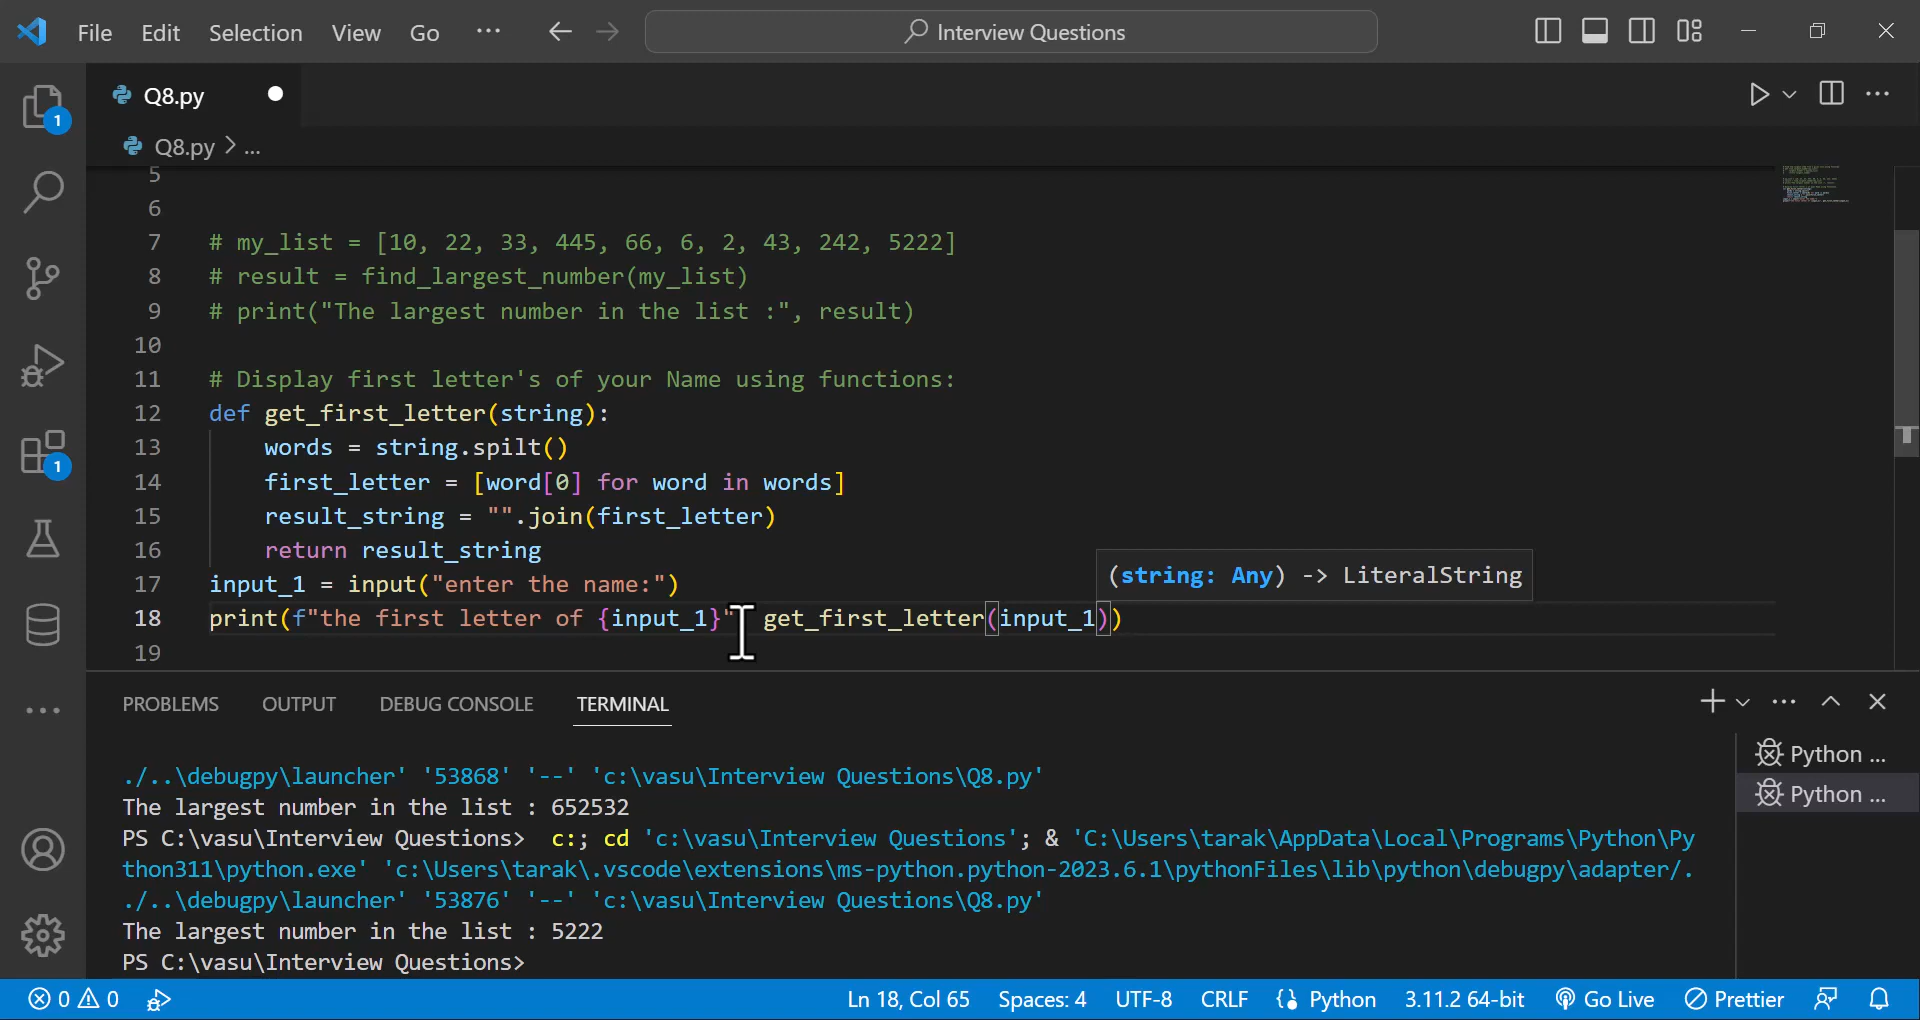 File Edit Selection View Go ... Interview Questions
1
Q8.py
Q8.py > ...
5
6
7 # my_list = [10, 22, 33, 445, 66, 6, 2, 43, 242, 5222]
8 # result = find_largest_number(my_list)
9 # print("The largest number in the list :", result)
10
11 # Display first letter's of your Name using functions:
12 def get_first_letter(string):
13 words = string.spilt()
14 first_letter = [word[0] for word in words]
15 result_string = "".join(first_letter)
16 return result_string
17 input_1 = input("enter the name:")
(string: Any) -> LiteralString
18 print(f"the first letter of {input_1}" get_first_letter(input_1))
19
1
PROBLEMS OUTPUT DEBUG CONSOLE TERMINAL
Python ...
Python ...
./..\debugpy\launcher' '53868' '--' 'c:\vasu\Interview Questions\Q8.py'
The largest number in the list : 652532
PS C:\vasu\Interview Questions> c:; cd 'c:\vasu\Interview Questions'; & 'C:\Users\tarak\AppData\Local\Programs\Python\Py
thon311\python.exe' 'c:\Users\tarak\.vscode\extensions\ms-python.python-2023.6.1\pythonFiles\lib\python\debugpy\adapter/.
./..\debugpy\launcher' '53876' '--' 'c:\vasu\Interview Questions\Q8.py'
The largest number in the list : 5222
PS C:\vasu\Interview Questions>
0 0 Ln 18, Col 65 Spaces: 4 UTF-8 CRLF Python 3.11.2 64-bit Go Live Prettier